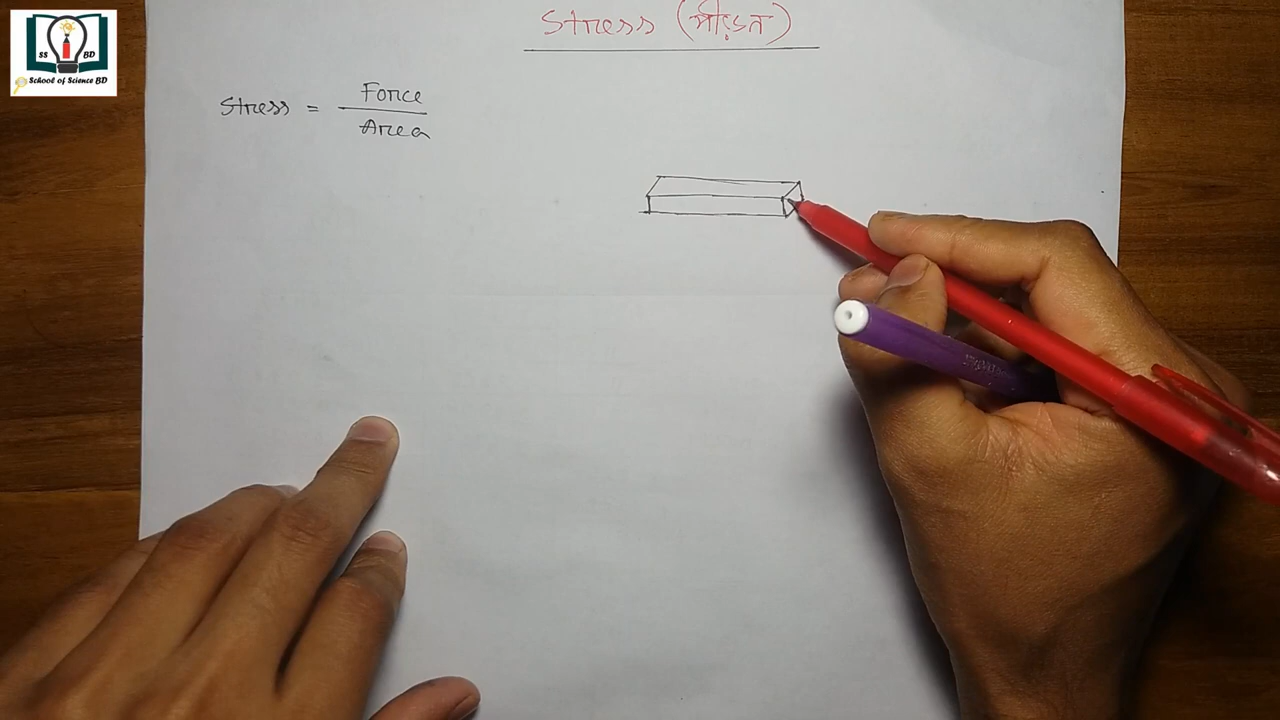 SS BD
School of Science BD
Stress (পীড়ন)
Stress = Force
Area